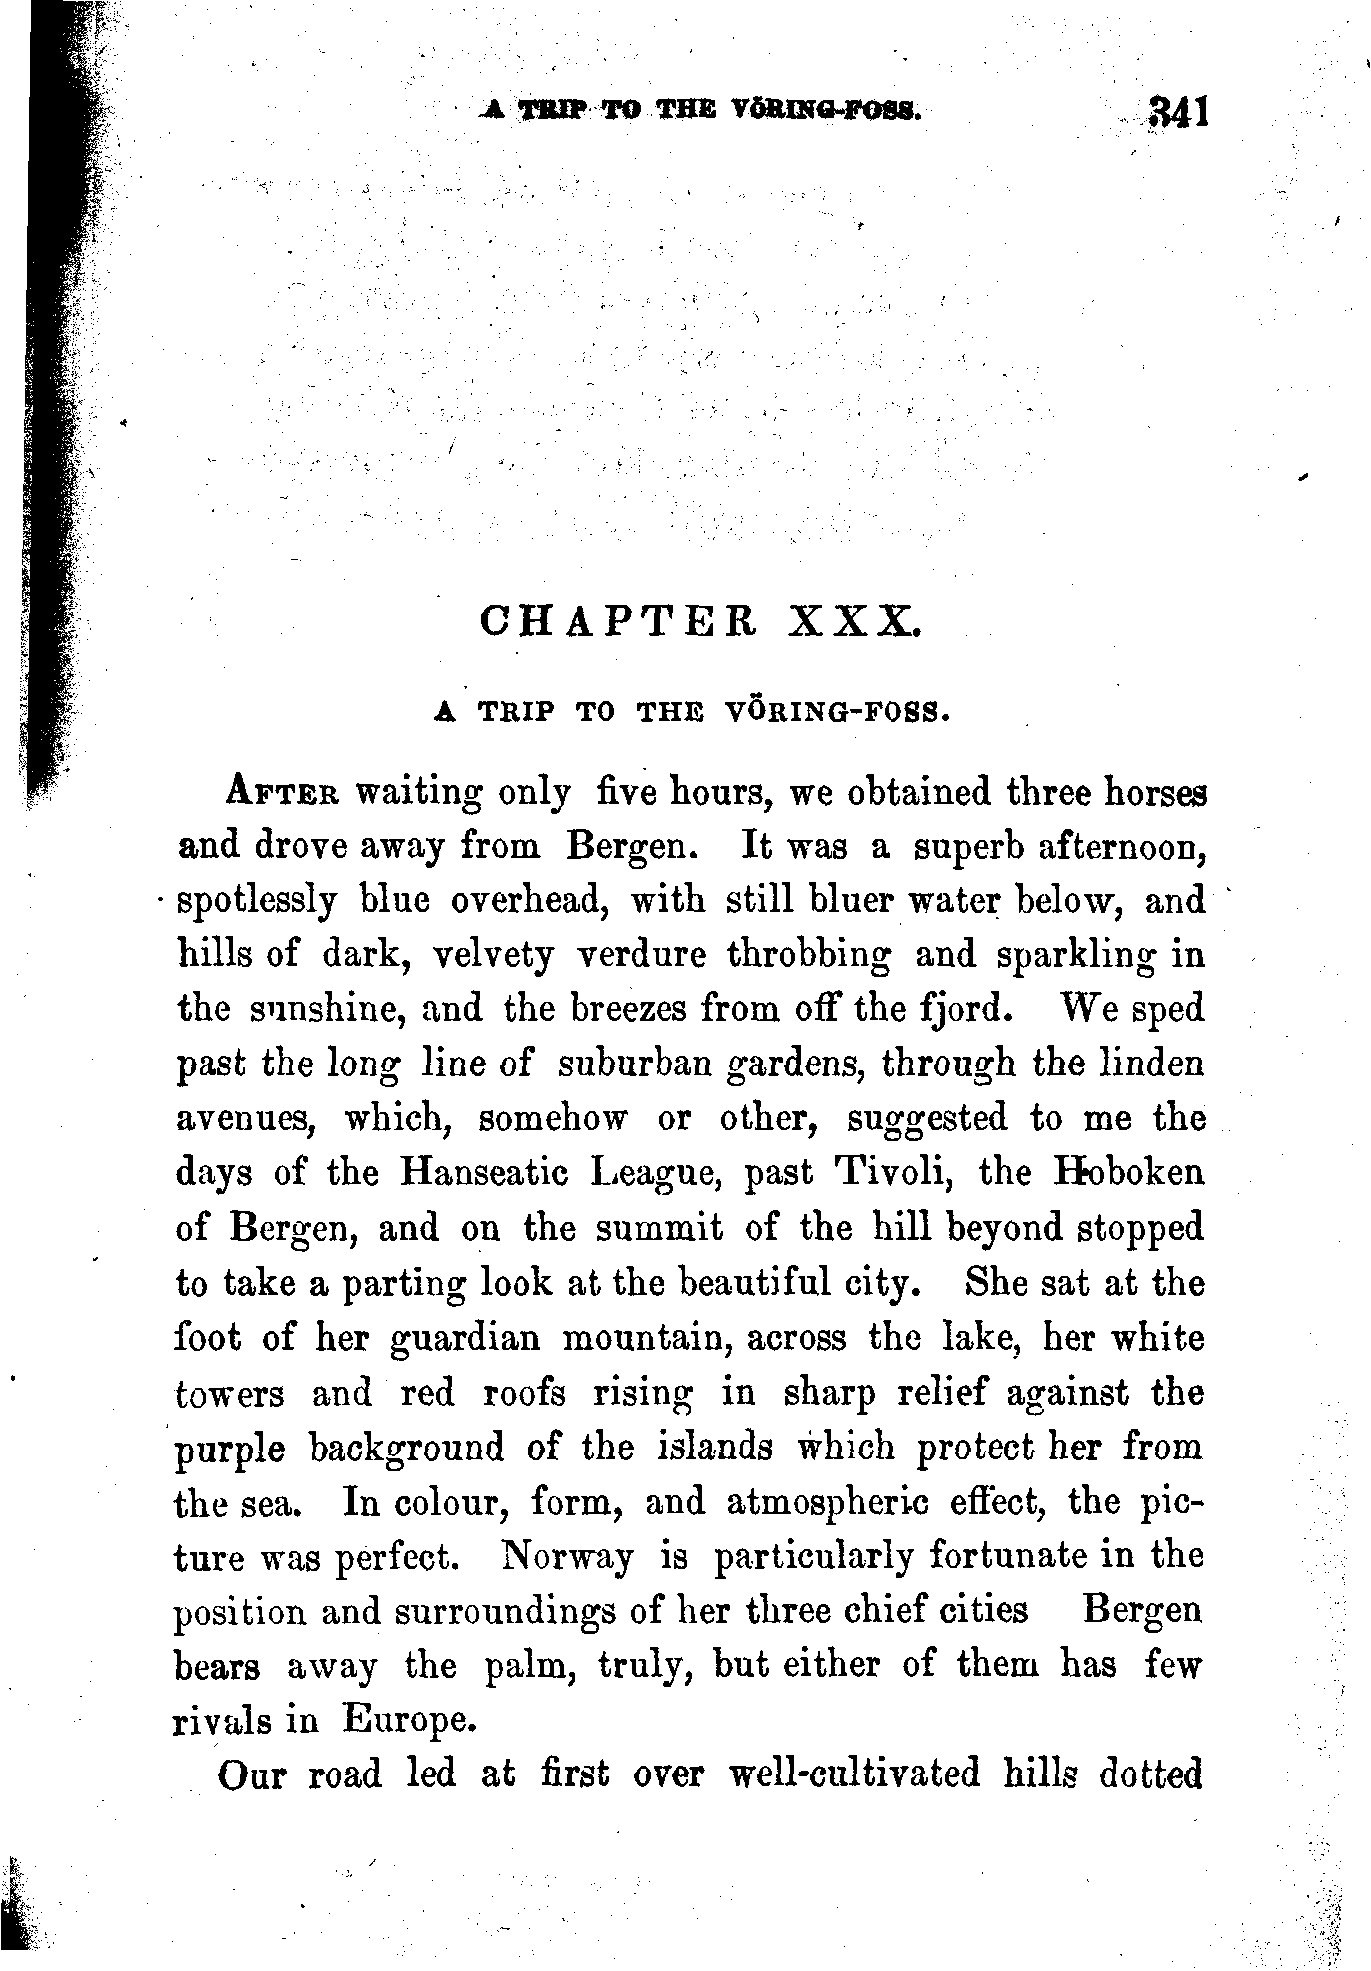 A TRIP TO THE VÖRING-FOSS. 341
CHAPTER XXX.
A TRIP TO THE VÖRING-FOSS.
AFTER waiting only five hours, we obtained three horses
and drove away from Bergen. It was a superb afternoon,
spotlessly blue overhead, with still bluer water below, and
hills of dark, velvety verdure throbbing and sparkling in
the sunshine, and the breezes from off the fjord. We sped
past the long line of suburban gardens, through the linden
avenues, which, somehow or other, suggested to me the
days of the Hanseatic League, past Tivoli, the Hoboken
of Bergen, and on the summit of the hill beyond stopped
to take a parting look at the beautiful city. She sat at the
foot of her guardian mountain, across the lake, her white
towers and red roofs rising in sharp relief against the
purple background of the islands which protect her from
the sea. In colour, form, and atmospheric effect, the pic-
ture was perfect. Norway is particularly fortunate in the
position and surroundings of her three chief cities Bergen
bears away the palm, truly, but either of them has few
rivals in Europe.
Our road led at first over well-cultivated hills dotted